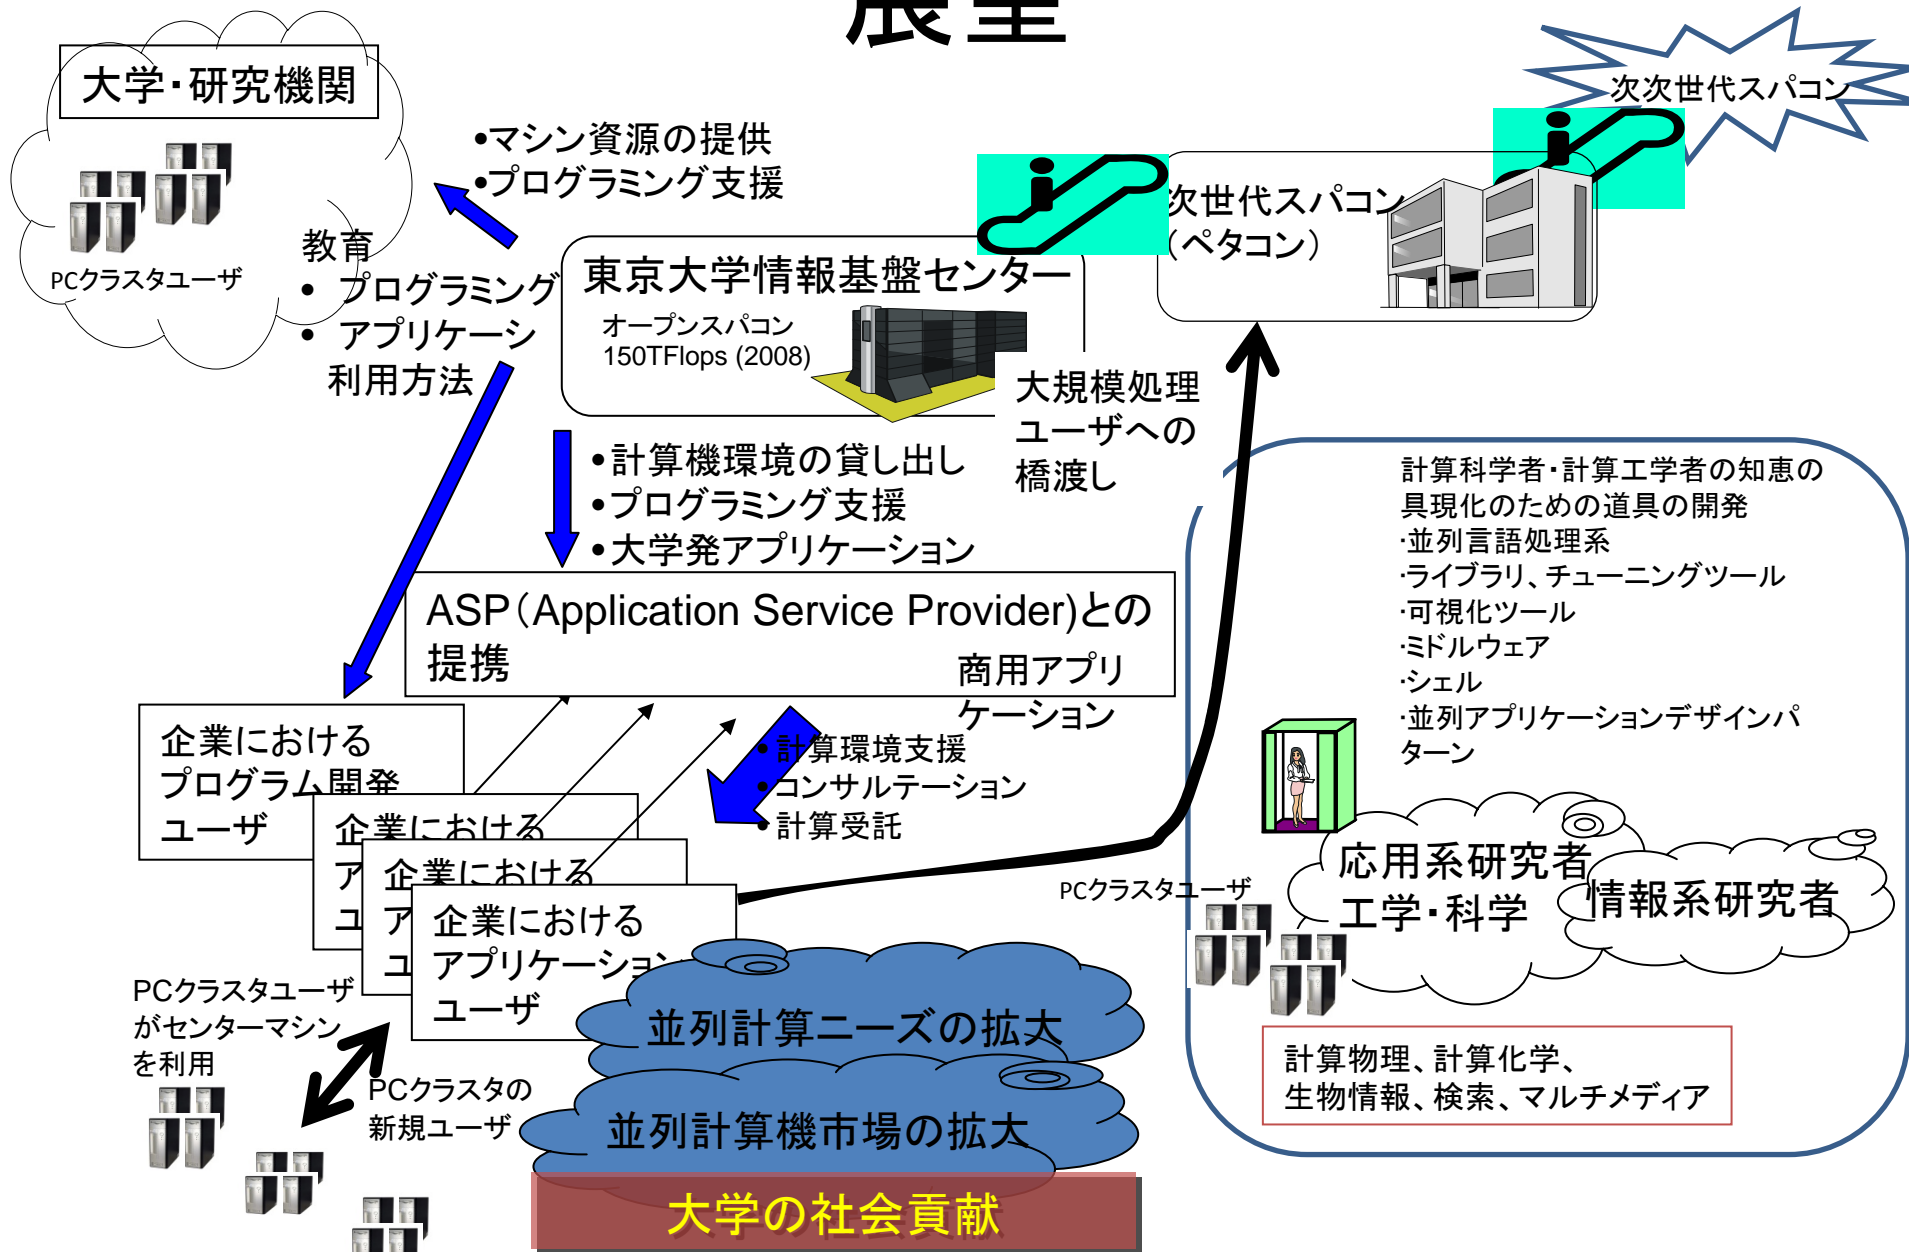 展望
大学・研究機関
PCクラスタユーザ
•マシン資源の提供
•プログラミング支援
教育
• プログラミング
• アプリケーシ
利用方法
東京大学情報基盤センター
オープンスパコン
150TFlops (2008)
次世代スパコン
（ペタコン）
次次世代スパコン
大規模処理
ユーザへの
橋渡し
•計算機環境の貸し出し
•プログラミング支援
•大学発アプリケーション
ASP（Application Service Provider)との
提携
商用アプリ
ケーション
• 計算環境支援
• コンサルテーション
• 計算受託
企業における
プログラム開発
ユーザ
企業における
ア
ユ
企業における
ア
ユ
企業における
アプリケーション
ユーザ
PCクラスタユーザ
がセンターマシン
を利用
PCクラスタの
新規ユーザ
並列計算ニーズの拡大
並列計算機市場の拡大
大学の社会貢献
計算科学者・計算工学者の知恵の
具現化のための道具の開発
·並列言語処理系
·ライブラリ、チューニングツール
·可視化ツール
·ミドルウェア
·シェル
·並列アプリケーションデザインパ
ターン
応用系研究者
工学・科学
情報系研究者
PCクラスタユーザ
計算物理、計算化学、
生物情報、検索、マルチメディア